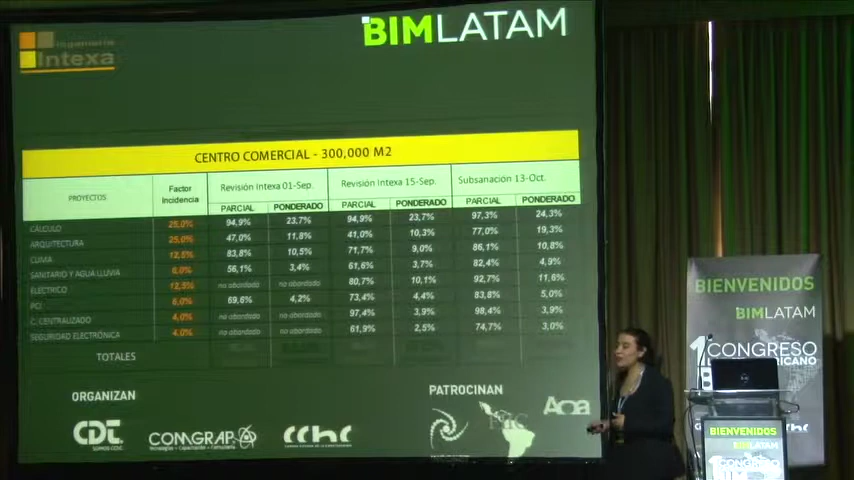 Ingeniería
Intexa
BIMLATAM
CENTRO COMERCIAL - 300,000 M2
PROYECTOS Factor Incidencia Revisión Intexa 01-Sep. Revisión Intexa 15-Sep. Subsanación 13-Oct.
PARCIAL PONDERADO PARCIAL PONDERADO PARCIAL PONDERADO
CÁLCULO 25,0% 94,9% 23,7% 94,9% 23,7% 97,3% 24,3%
ARQUITECTURA 25,0% 47,0% 11,8% 41,0% 10,3% 77,0% 19,3%
CLIMA 12,5% 83,8% 10,5% 71,7% 9,0% 86,1% 10,8%
SANITARIO Y AGUA LLUVIA 6,0% 56,1% 3,4% 61,6% 3,7% 82,4% 4,9%
ELÉCTRICO 12,5% no abordado no abordado 80,7% 10,1% 92,7% 11,6%
PCI 6,0% 69,6% 4,2% 73,4% 4,4% 83,8% 5,0%
C. CENTRALIZADO 4,0% no abordado no abordado 97,4% 3,9% 98,4% 3,9%
SEGURIDAD ELECTRÓNICA 4,0% no abordado no abordado 61,9% 2,5% 74,7% 3,0%
TOTALES
ORGANIZAN
PATROCINAN
CDT
COMGRAP
cchc
Aoa
BIENVENIDOS
BIMLATAM
1 CONGRESO
BIENVENIDOS
BIMLATAM
CONGRESO